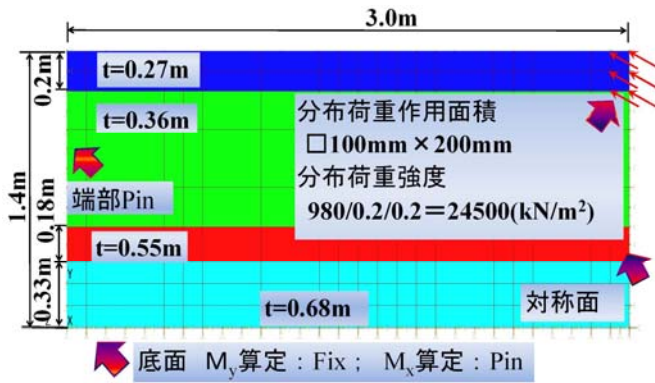 3.0m
0.2m
t=0.27m
t=0.36m
分布荷重作用面積
□100mm×200mm
分布荷重強度
980/0.2/0.2＝24500(kN/m²)
1.4m
端部Pin
0.18m
t=0.55m
0.33m
Y
t=0.68m
対称面
X
底面 My算定：Fix； Mx算定：Pin